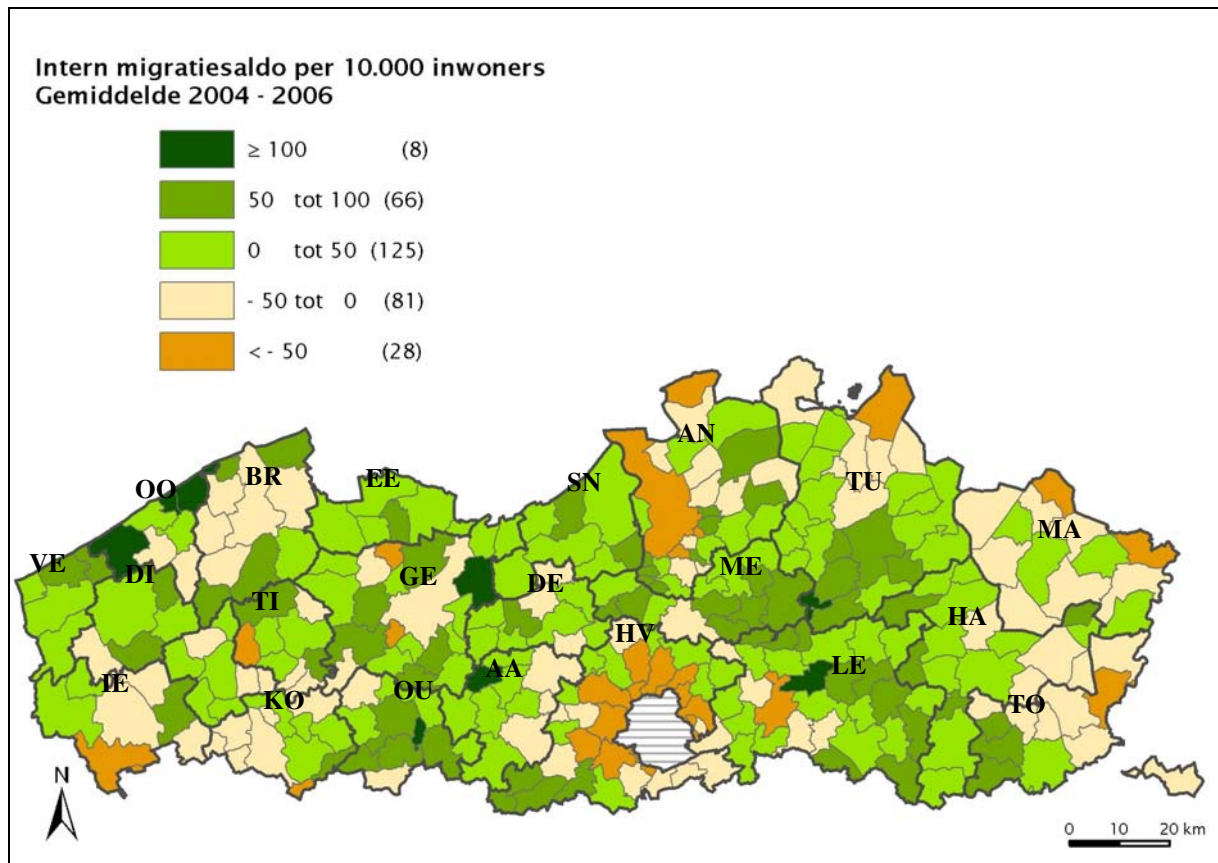 Intern migratiesaldo per 10.000 inwoners
Gemiddelde 2004 - 2006
≥ 100 (8)
50 tot 100 (66)
0 tot 50 (125)
- 50 tot 0 (81)
< - 50 (28)
AN
BR
EE
OO
SN
TU
MA
VE
DI
GE
DE
ME
TI
HA
HV
IE
AA
LE
KO
OU
TO
N
0 10 20 km